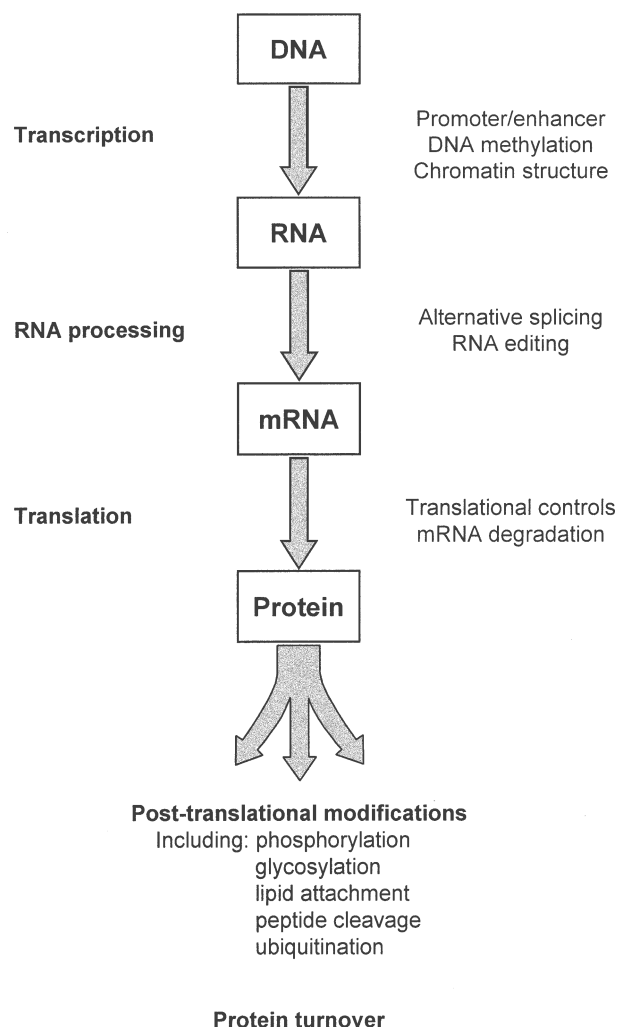 DNA
Transcription
Promoter/enhancer
DNA methylation
Chromatin structure
RNA
RNA processing
Alternative splicing
RNA editing
mRNA
Translation
Translational controls
mRNA degradation
Protein
Post-translational modifications
Including: phosphorylation
glycosylation
lipid attachment
peptide cleavage
ubiquitination
Protein turnover